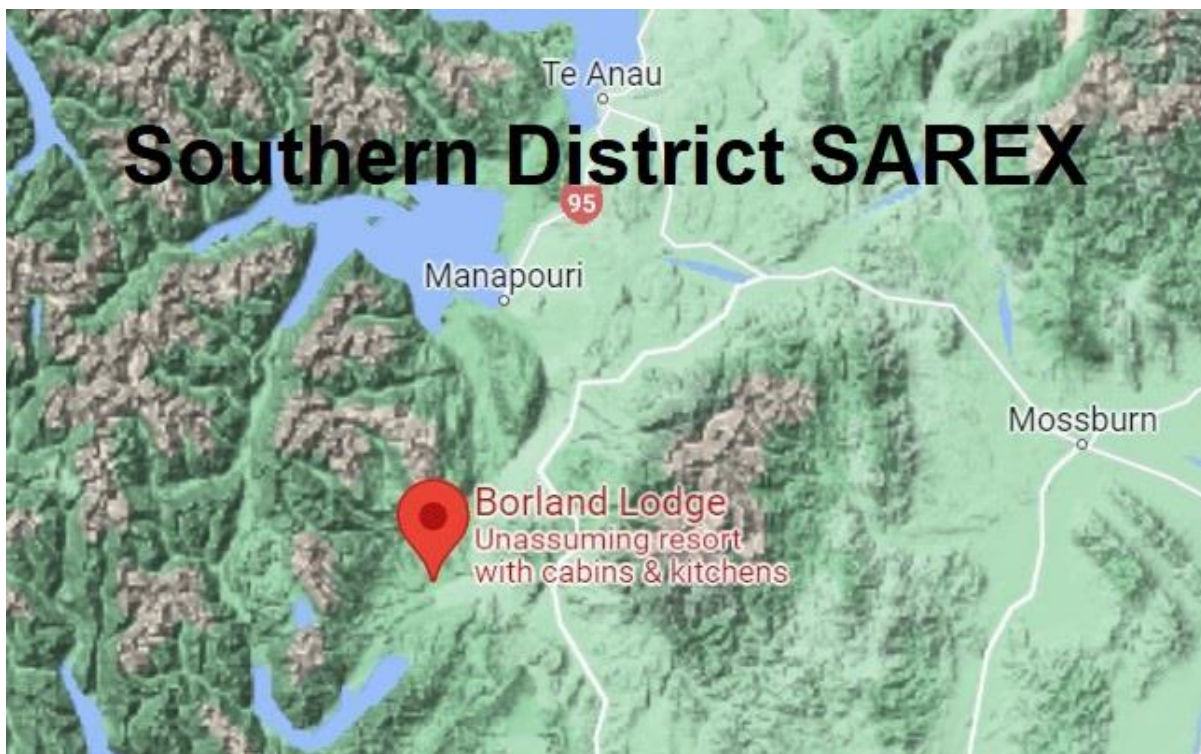 Te Anau
Southern District SAREX
95
Manapouri
Mossburn
Borland Lodge
Unassuming resort
with cabins & kitchens